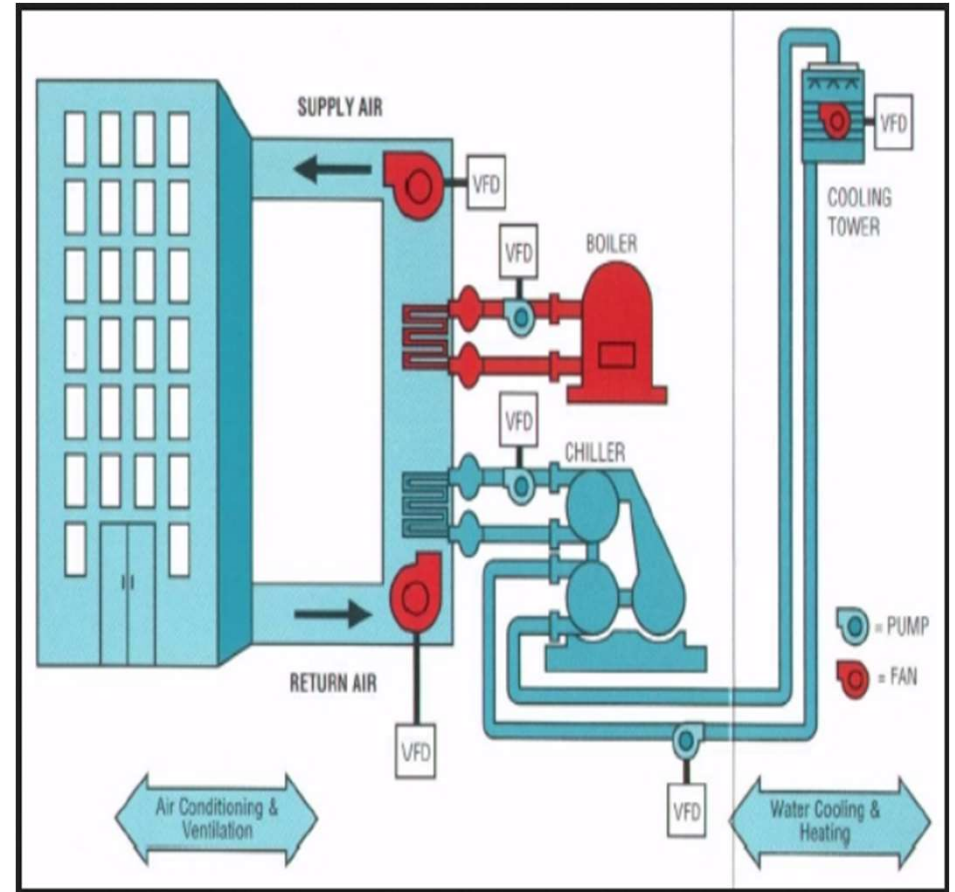 SUPPLY AIR
VFD
VFD
COOLING
TOWER
VFD
BOILER
VFD
CHILLER
= PUMP
= FAN
RETURN AIR
VFD
VFD
Air Conditioning &
Ventilation
Water Cooling &
Heating